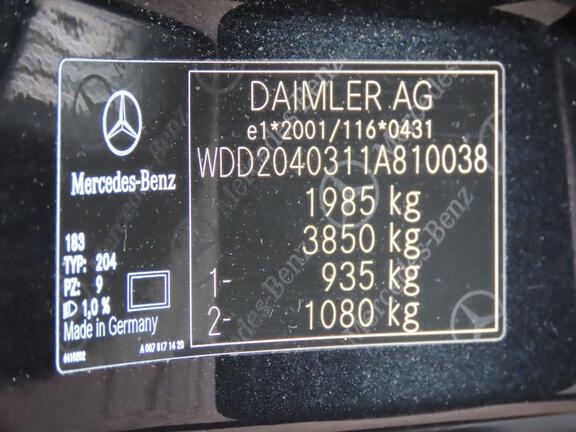 Mercedes-Benz
183
TYP: 204
PZ: 9
1,0 %
Made in Germany
A 007 817 14 20
DAIMLER AG
e1*2001/116*0431
WDD2040311A810038
1985 kg
3850 kg
1- 935 kg
2- 1080 kg